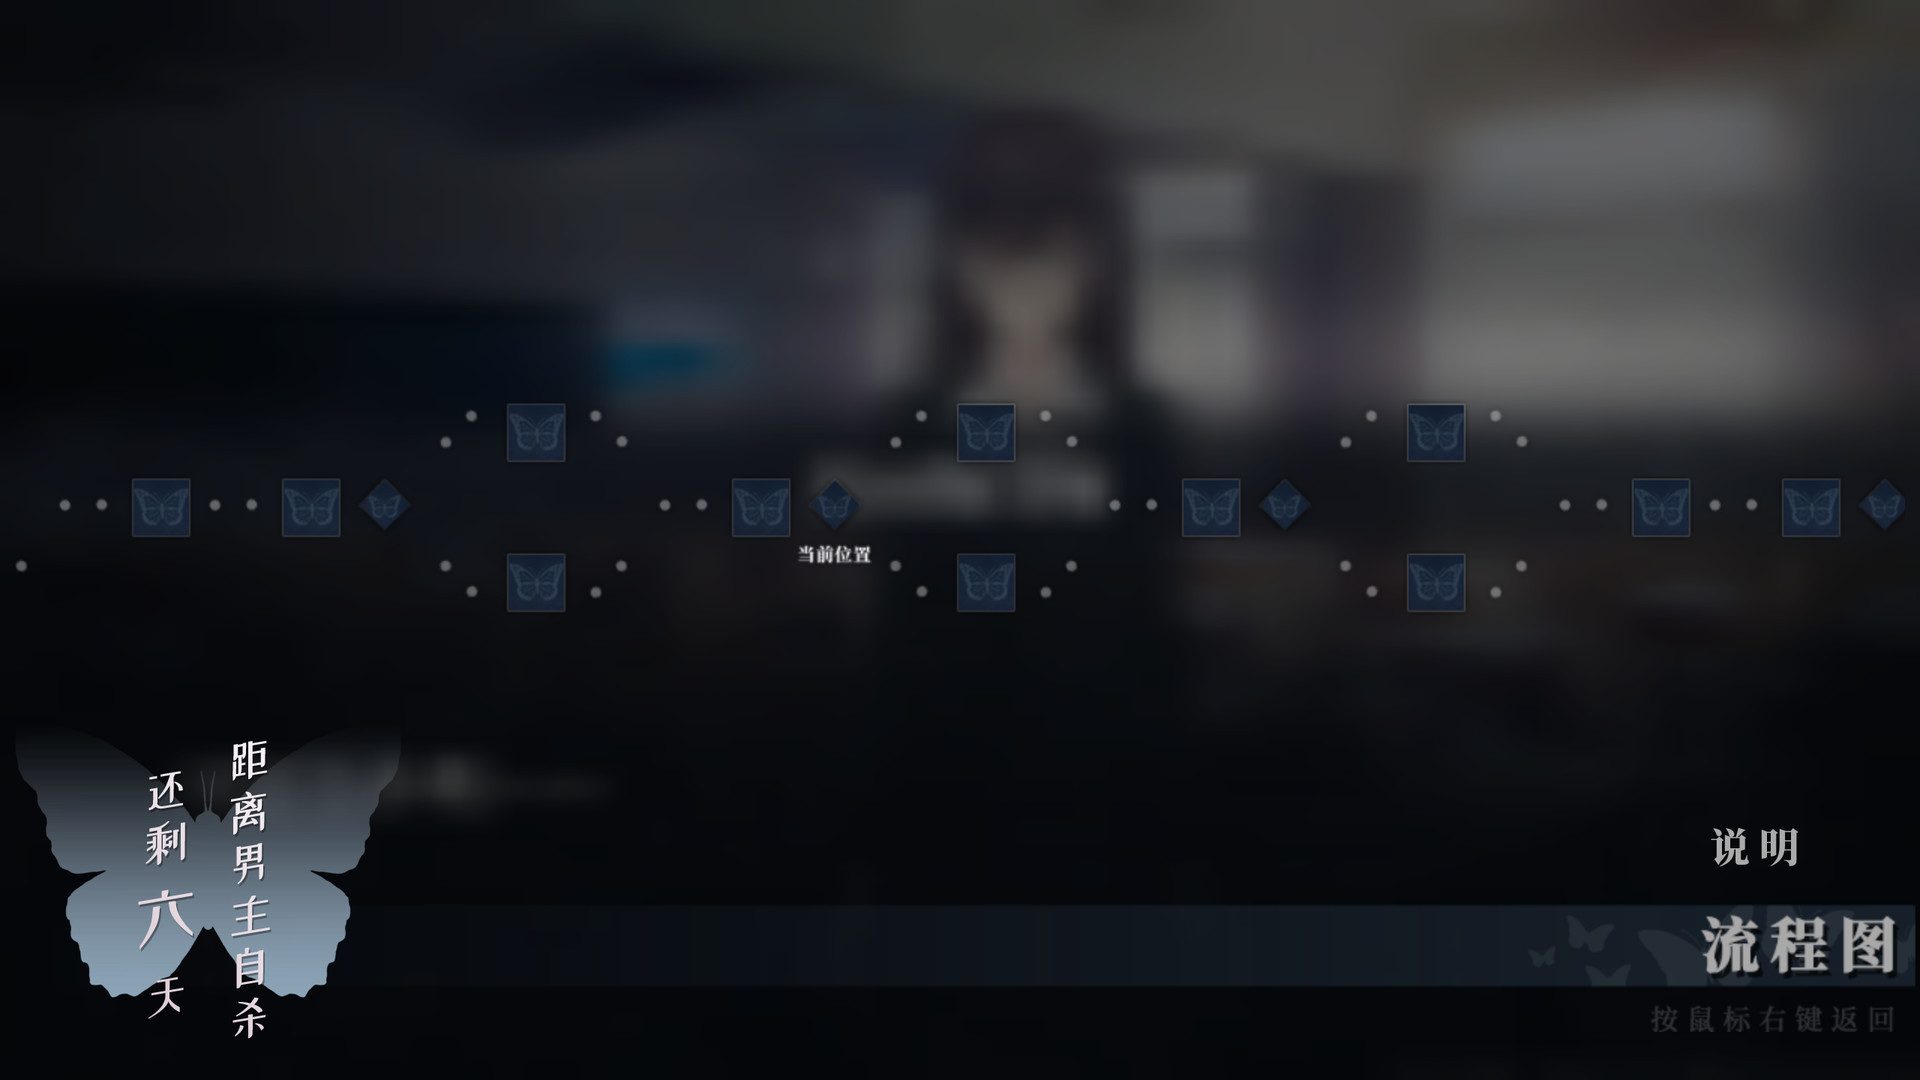 当前位置
距离男主自杀
还剩六天
说明
流程图
按鼠标右键返回